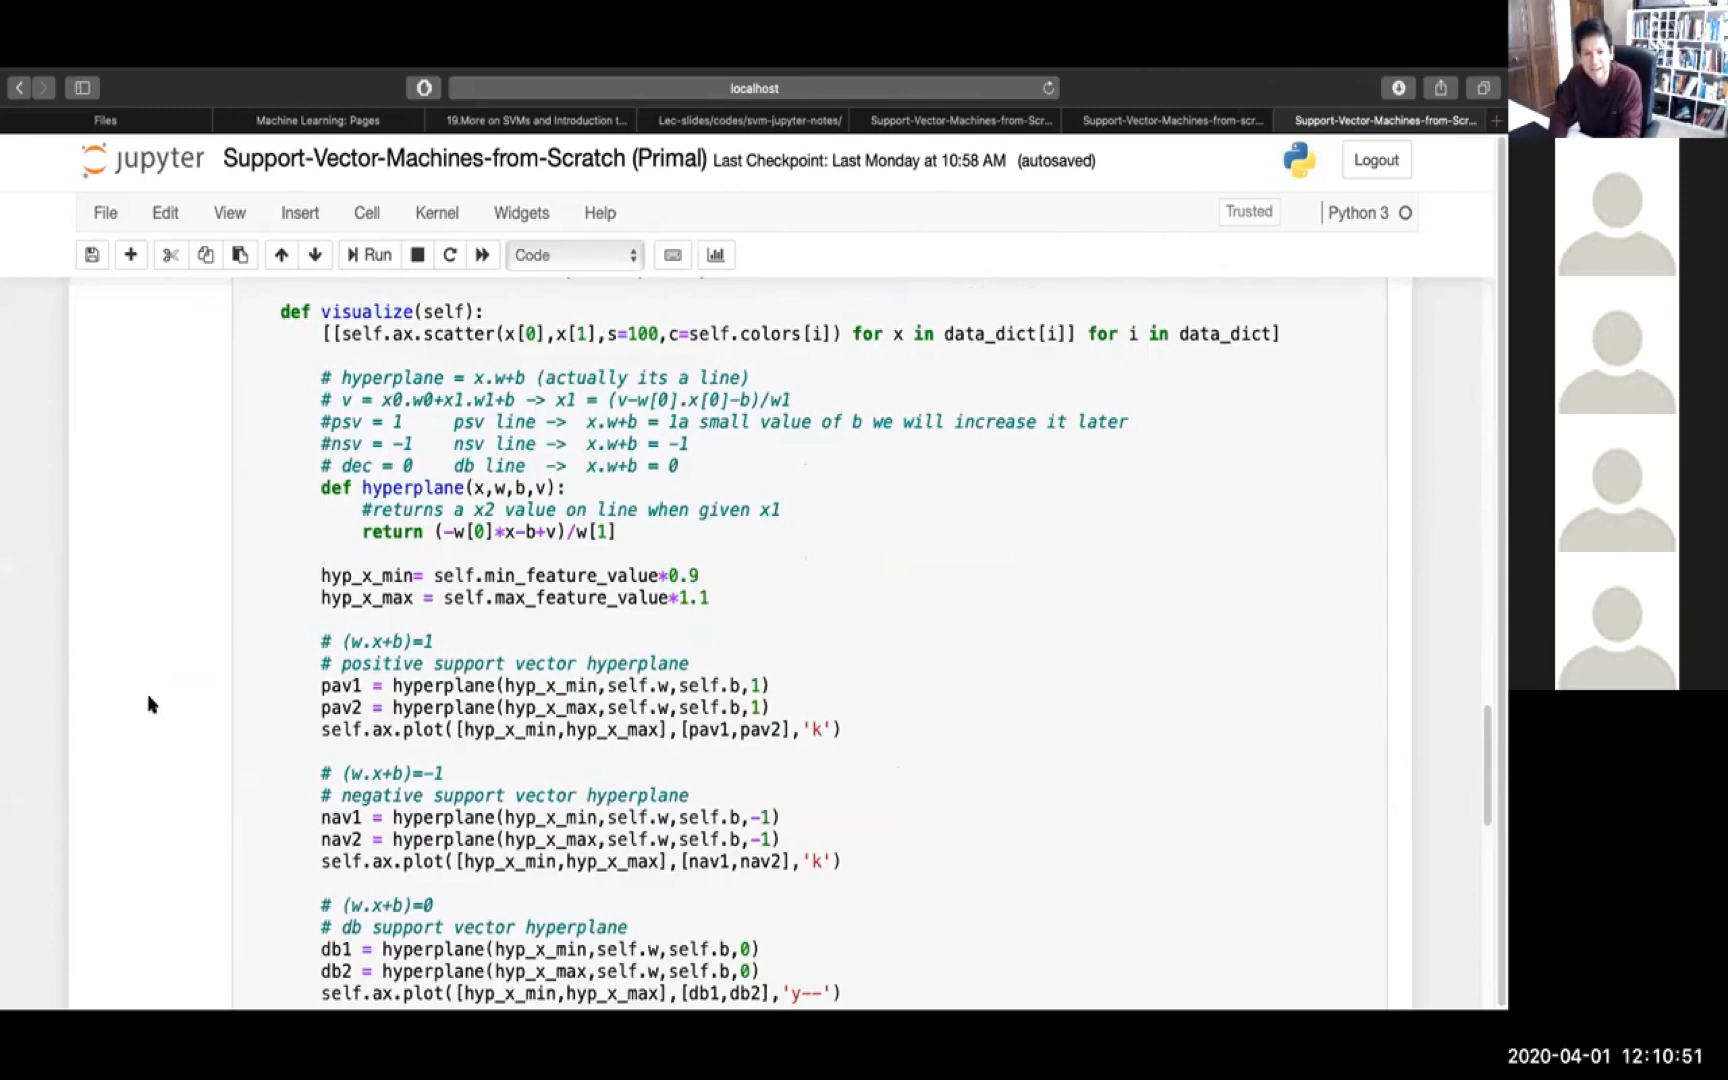 localhost
Files
Machine Learning: Pages
19.More on SVMs and Introduction t...
Lec-slides/codes/svm-jupyter-notes/
Support-Vector-Machines-from-Scr...
Support-Vector-Machines-from-scr...
Support-Vector-Machines-from-Scr...
jupyter Support-Vector-Machines-from-Scratch (Primal) Last Checkpoint: Last Monday at 10:58 AM (autosaved)
Logout
File Edit View Insert Cell Kernel Widgets Help
Trusted
Python 3
Run
Code
def visualize(self):
[[self.ax.scatter(x[0],x[1],s=100,c=self.colors[i]) for x in data_dict[i]] for i in data_dict]
# hyperplane = x.w+b (actually its a line)
# v = x0.w0+x1.w1+b -> x1 = (v-w[0].x[0]-b)/w1
#psv = 1     psv line ->  x.w+b = 1a small value of b we will increase it later
#nsv = -1    nsv line ->  x.w+b = -1
# dec = 0    db line  ->  x.w+b = 0
def hyperplane(x,w,b,v):
#returns a x2 value on line when given x1
return (-w[0]*x-b+v)/w[1]
hyp_x_min= self.min_feature_value*0.9
hyp_x_max = self.max_feature_value*1.1
# (w.x+b)=1
# positive support vector hyperplane
pav1 = hyperplane(hyp_x_min,self.w,self.b,1)
pav2 = hyperplane(hyp_x_max,self.w,self.b,1)
self.ax.plot([hyp_x_min,hyp_x_max],[pav1,pav2],'k')
# (w.x+b)=-1
# negative support vector hyperplane
nav1 = hyperplane(hyp_x_min,self.w,self.b,-1)
nav2 = hyperplane(hyp_x_max,self.w,self.b,-1)
self.ax.plot([hyp_x_min,hyp_x_max],[nav1,nav2],'k')
# (w.x+b)=0
# db support vector hyperplane
db1 = hyperplane(hyp_x_min,self.w,self.b,0)
db2 = hyperplane(hyp_x_max,self.w,self.b,0)
self.ax.plot([hyp_x_min,hyp_x_max],[db1,db2],'y--')
2020-04-01 12:10:51